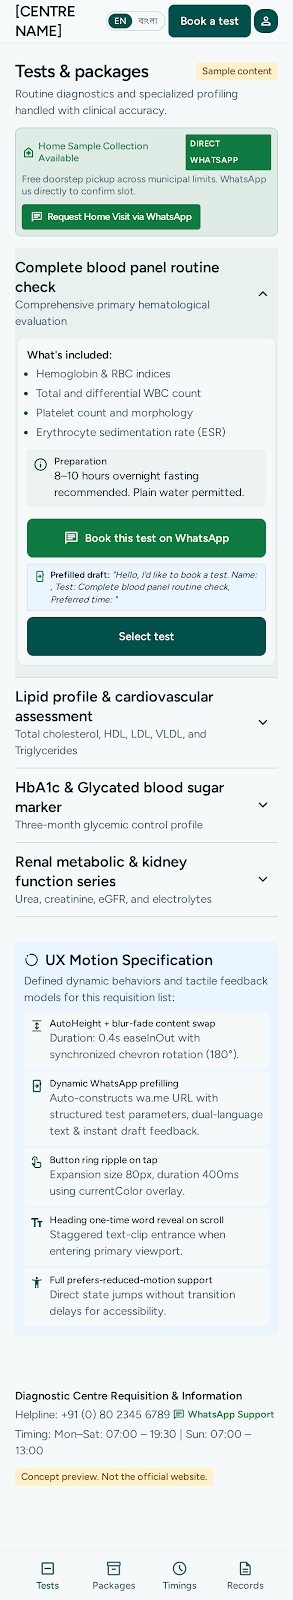 [CENTRE
NAME]
EN বাংলা
Book a test
Tests & packages
Sample content
Routine diagnostics and specialized profiling
handled with clinical accuracy.
Home Sample Collection
Available
DIRECT
WHATSAPP
Free doorstep pickup across municipal limits. WhatsApp
us directly to confirm slot.
Request Home Visit via WhatsApp
Complete blood panel routine
check
Comprehensive primary hematological
evaluation
What's included:
• Hemoglobin & RBC indices
• Total and differential WBC count
• Platelet count and morphology
• Erythrocyte sedimentation rate (ESR)
Preparation
8–10 hours overnight fasting
recommended. Plain water permitted.
Book this test on WhatsApp
Prefilled draft: "Hello, I'd like to book a test. Name:
, Test: Complete blood panel routine check,
Preferred time: "
Select test
Lipid profile & cardiovascular
assessment
Total cholesterol, HDL, LDL, VLDL, and
Triglycerides
HbA1c & Glycated blood sugar
marker
Three-month glycemic control profile
Renal metabolic & kidney
function series
Urea, creatinine, eGFR, and electrolytes
UX Motion Specification
Defined dynamic behaviors and tactile feedback
models for this requisition list:
AutoHeight + blur-fade content swap
Duration: 0.4s easeInOut with
synchronized chevron rotation (180°).
Dynamic WhatsApp prefilling
Auto-constructs wa.me URL with
structured test parameters, dual-language
text & instant draft feedback.
Button ring ripple on tap
Expansion size 80px, duration 400ms
using currentColor overlay.
Heading one-time word reveal on scroll
Staggered text-clip entrance when
entering primary viewport.
Full prefers-reduced-motion support
Direct state jumps without transition
delays for accessibility.
Diagnostic Centre Requisition & Information
Helpline: +91 (0) 80 2345 6789 WhatsApp Support
Timing: Mon–Sat: 07:00 – 19:30 | Sun: 07:00 –
13:00
Concept preview. Not the official website.
Tests Packages Timings Records